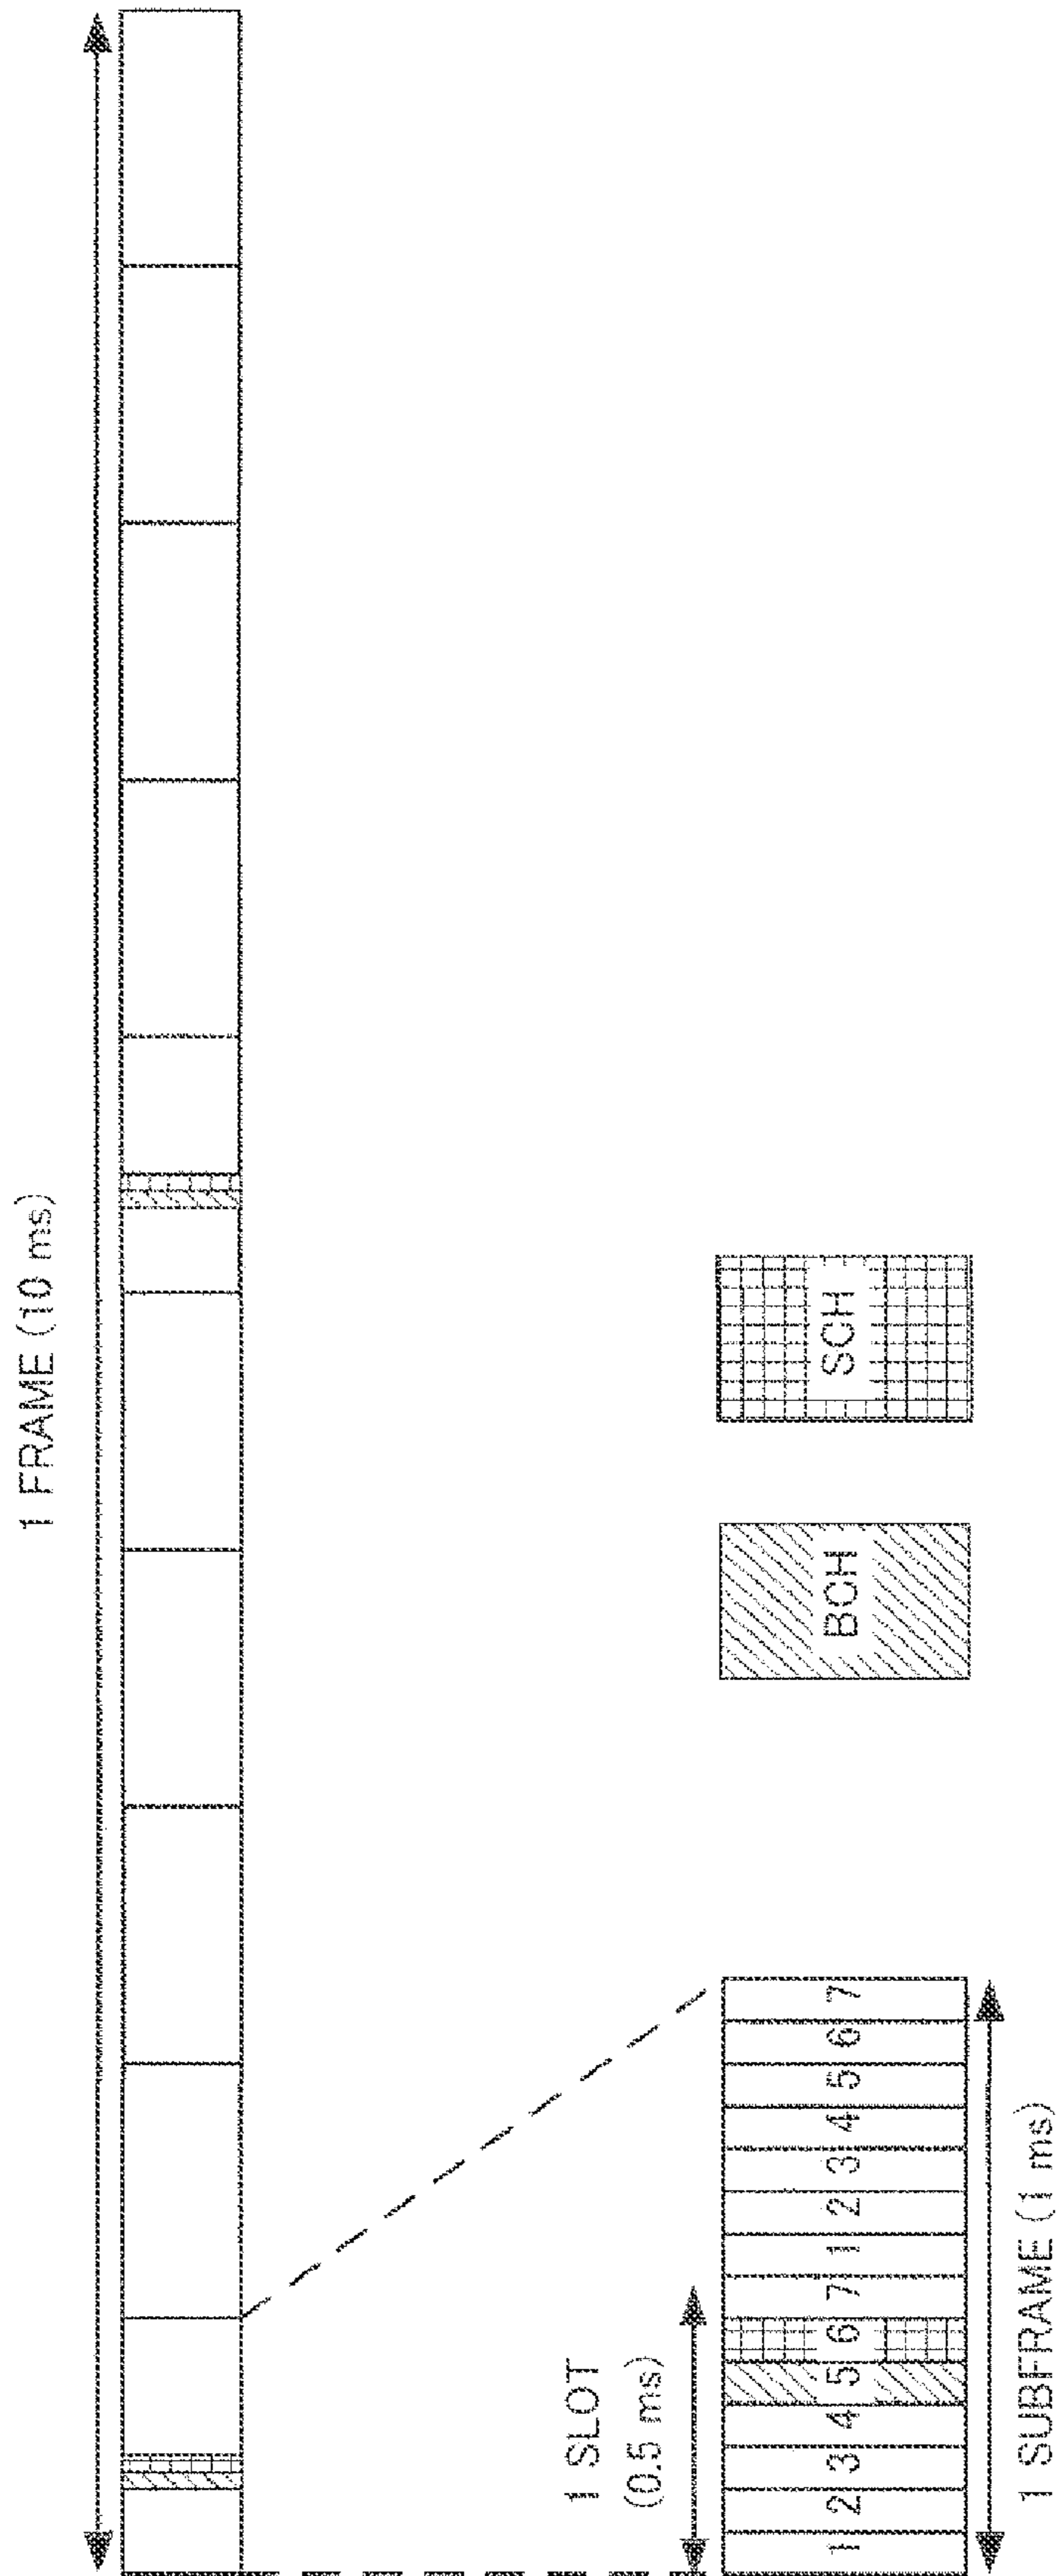 1 FRAME (10 ms)
1 SLOT
(0.5 ms)
1 2 3 4 5 6 7 1 2 3 4 5 6 7
1 SUBFRAME (1 ms)
BCH
SCH